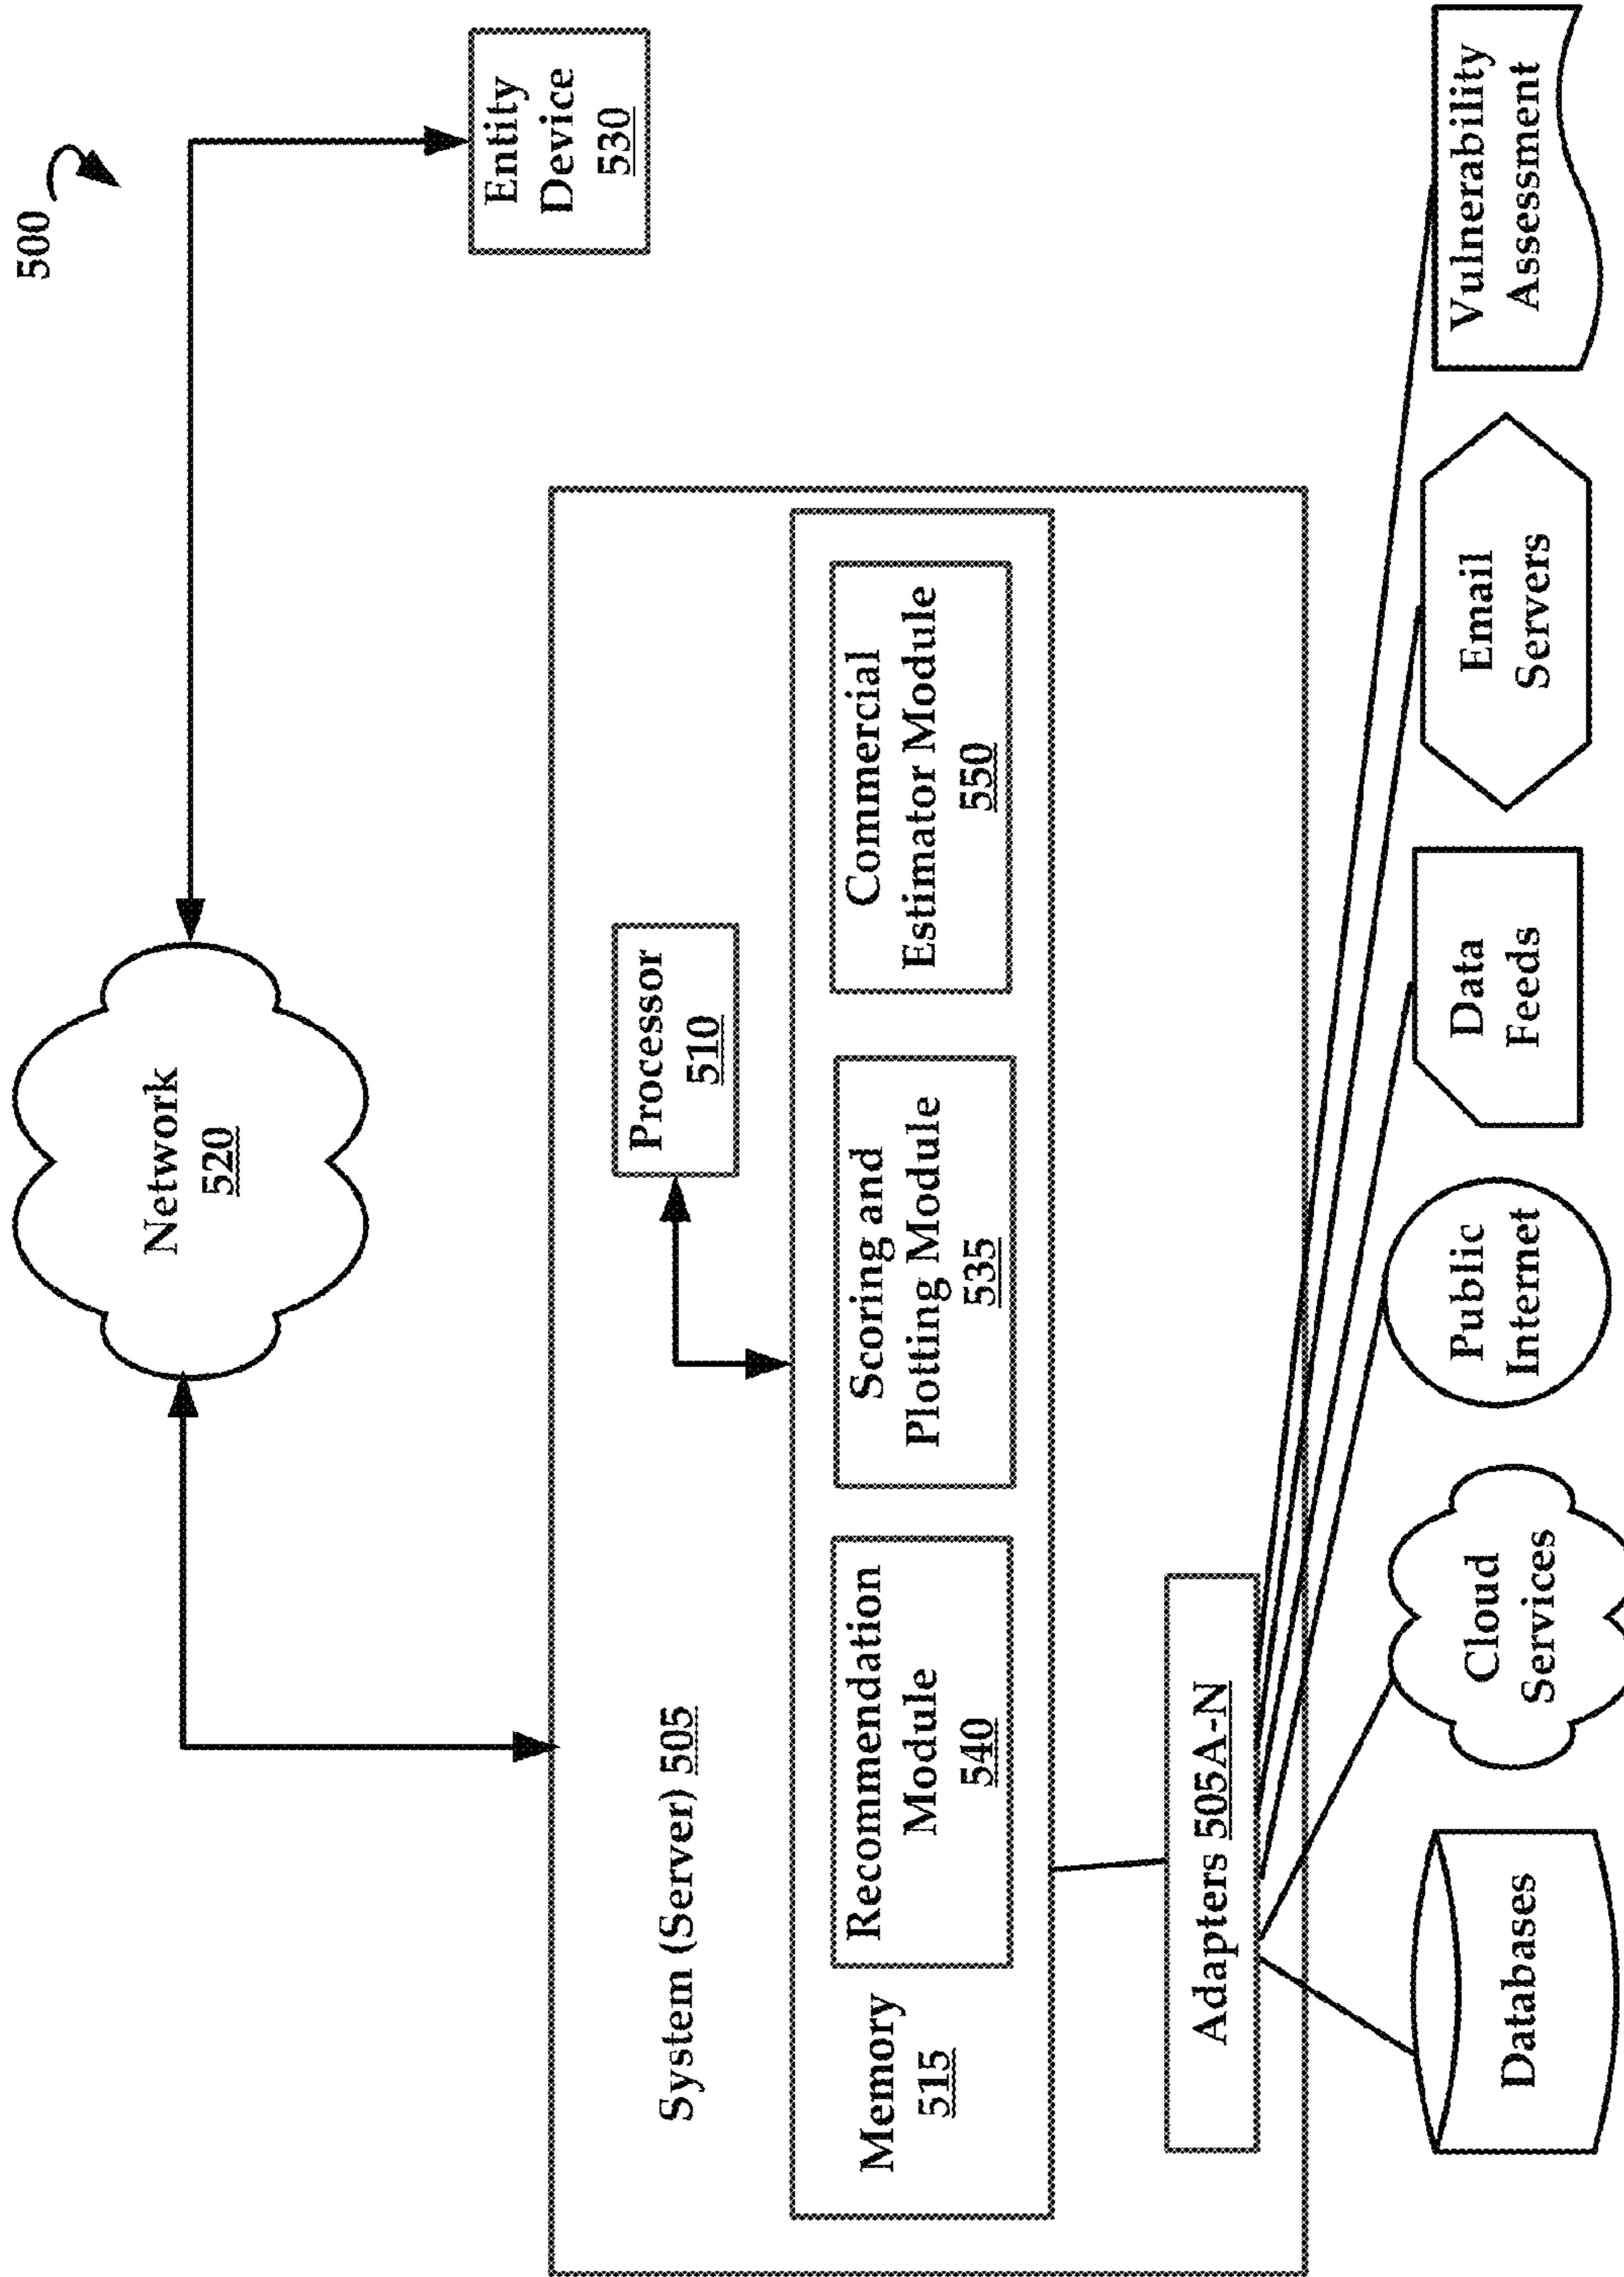 500
Network
520
Entity
Device
530
System (Server) 505
Processor
510
Memory
515
Recommendation
Module
540
Scoring and
Plotting Module
535
Commercial
Estimator Module
550
Adapters 505A-N
Databases
Cloud
Services
Public
Internet
Data
Feeds
Email
Servers
Vulnerability
Assessment